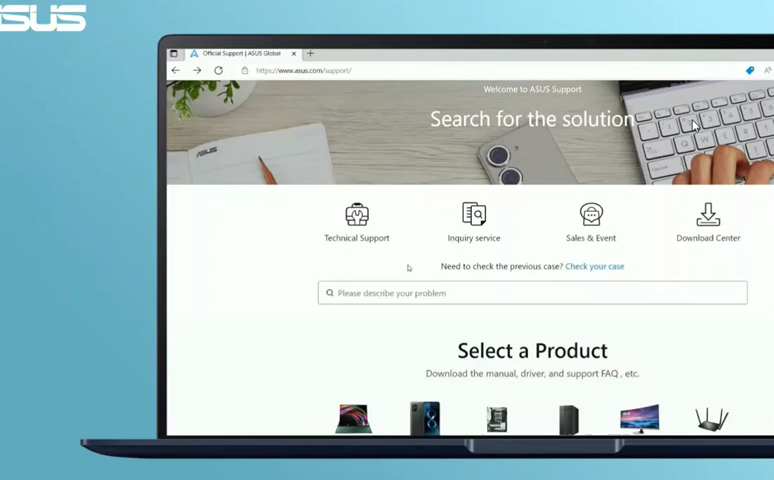 ASUS
Official Support | ASUS Global
https://www.asus.com/support/
Welcome to ASUS Support
Search for the solution
ASUS
Technical Support
Inquiry service
Sales & Event
Download Center
Need to check the previous case? Check your case
Please describe your problem
Select a Product
Download the manual, driver, and support FAQ , etc.